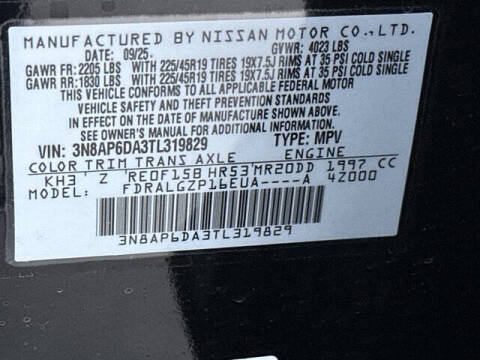 MANUFACTURED BY NISSAN MOTOR CO.,LTD.
DATE: 09/25 GVWR: 4023 LBS
GAWR FR: 2205 LBS WITH 225/45R19 TIRES 19X7.5J RIMS AT 35 PSI COLD SINGLE
GAWR RR: 1830 LBS WITH 225/45R19 TIRES 19X7.5J RIMS AT 35 PSI COLD SINGLE
THIS VEHICLE CONFORMS TO ALL APPLICABLE FEDERAL MOTOR
VEHICLE SAFETY AND THEFT PREVENTION STANDARDS
IN EFFECT ON THE DATE OF MANUFACTURE SHOWN ABOVE.
SEE OWNER'S MANUAL FOR ADDITIONAL INFORMATION
VIN: 3N8AP6DA3TL319829 TYPE: MPV
COLOR TRIM TRANS AXLE ENGINE
KH3 Z RE0F15B HR53 MR20DD 1997 CC
MODEL FDRALGZP16EUA----A 42000
3N8AP6DA3TL319829